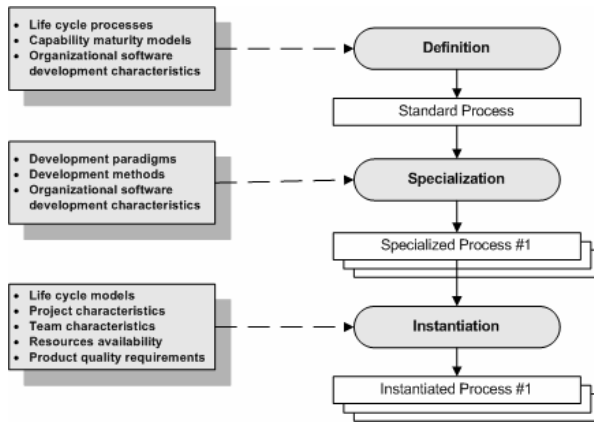 • Life cycle processes
• Capability maturity models
• Organizational software
development characteristics
Definition
Standard Process
• Development paradigms
• Development methods
• Organizational software
development characteristics
Specialization
Specialized Process #1
• Life cycle models
• Project characteristics
• Team characteristics
• Resources availability
• Product quality requirements
Instantiation
Instantiated Process #1